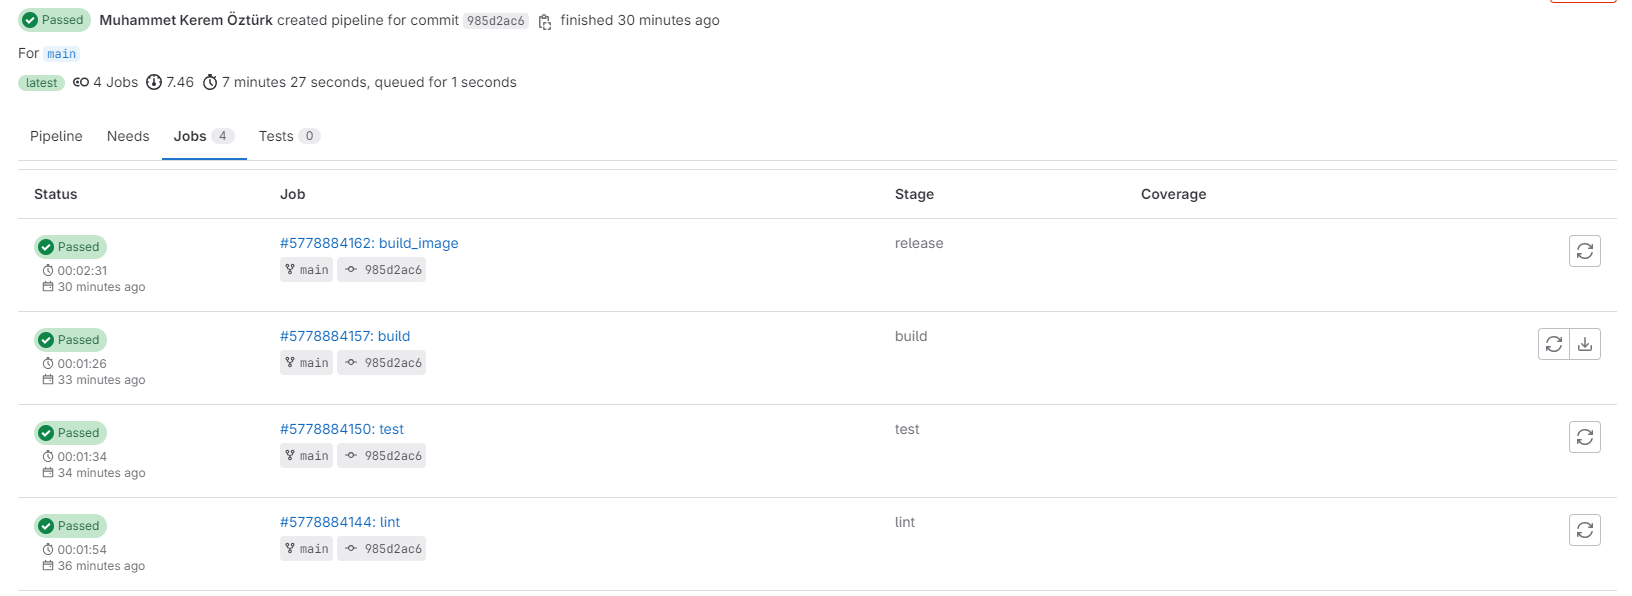 Passed Muhammet Kerem Öztürk created pipeline for commit 985d2ac6 finished 30 minutes ago
For main
latest 4 Jobs 7.46 7 minutes 27 seconds, queued for 1 seconds
Pipeline Needs Jobs 4 Tests 0
Status Job Stage Coverage
Passed #5778884162: build_image release
00:02:31 main 985d2ac6
30 minutes ago
Passed #5778884157: build build
00:01:26 main 985d2ac6
33 minutes ago
Passed #5778884150: test test
00:01:34 main 985d2ac6
34 minutes ago
Passed #5778884144: lint lint
00:01:54 main 985d2ac6
36 minutes ago